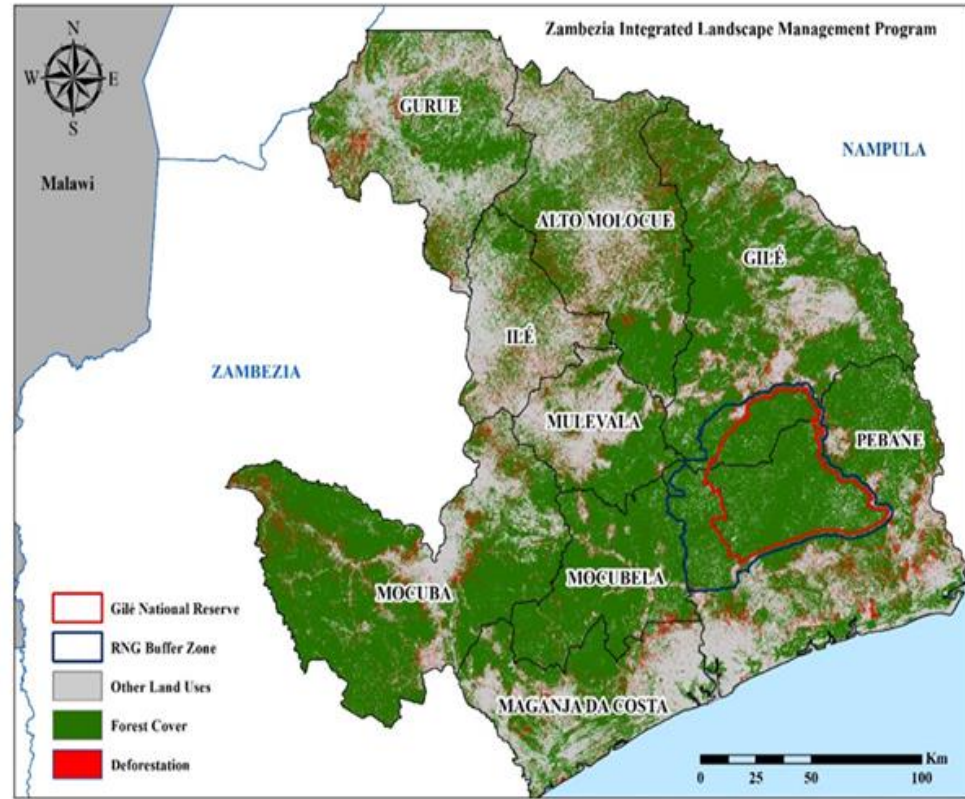 Zambezia Integrated Landscape Management Program
N
W
E
S
GURUE
NAMPULA
Malawi
ALTO MOLOCUE
GILÉ
ILÉ
ZAMBEZIA
MULEVALA
PEBANE
MOCUBA
MOCUBELA
MAGANJA DA COSTA
Gilé National Reserve
RNG Buffer Zone
Other Land Uses
Forest Cover
Deforestation
Km
0 25 50 100